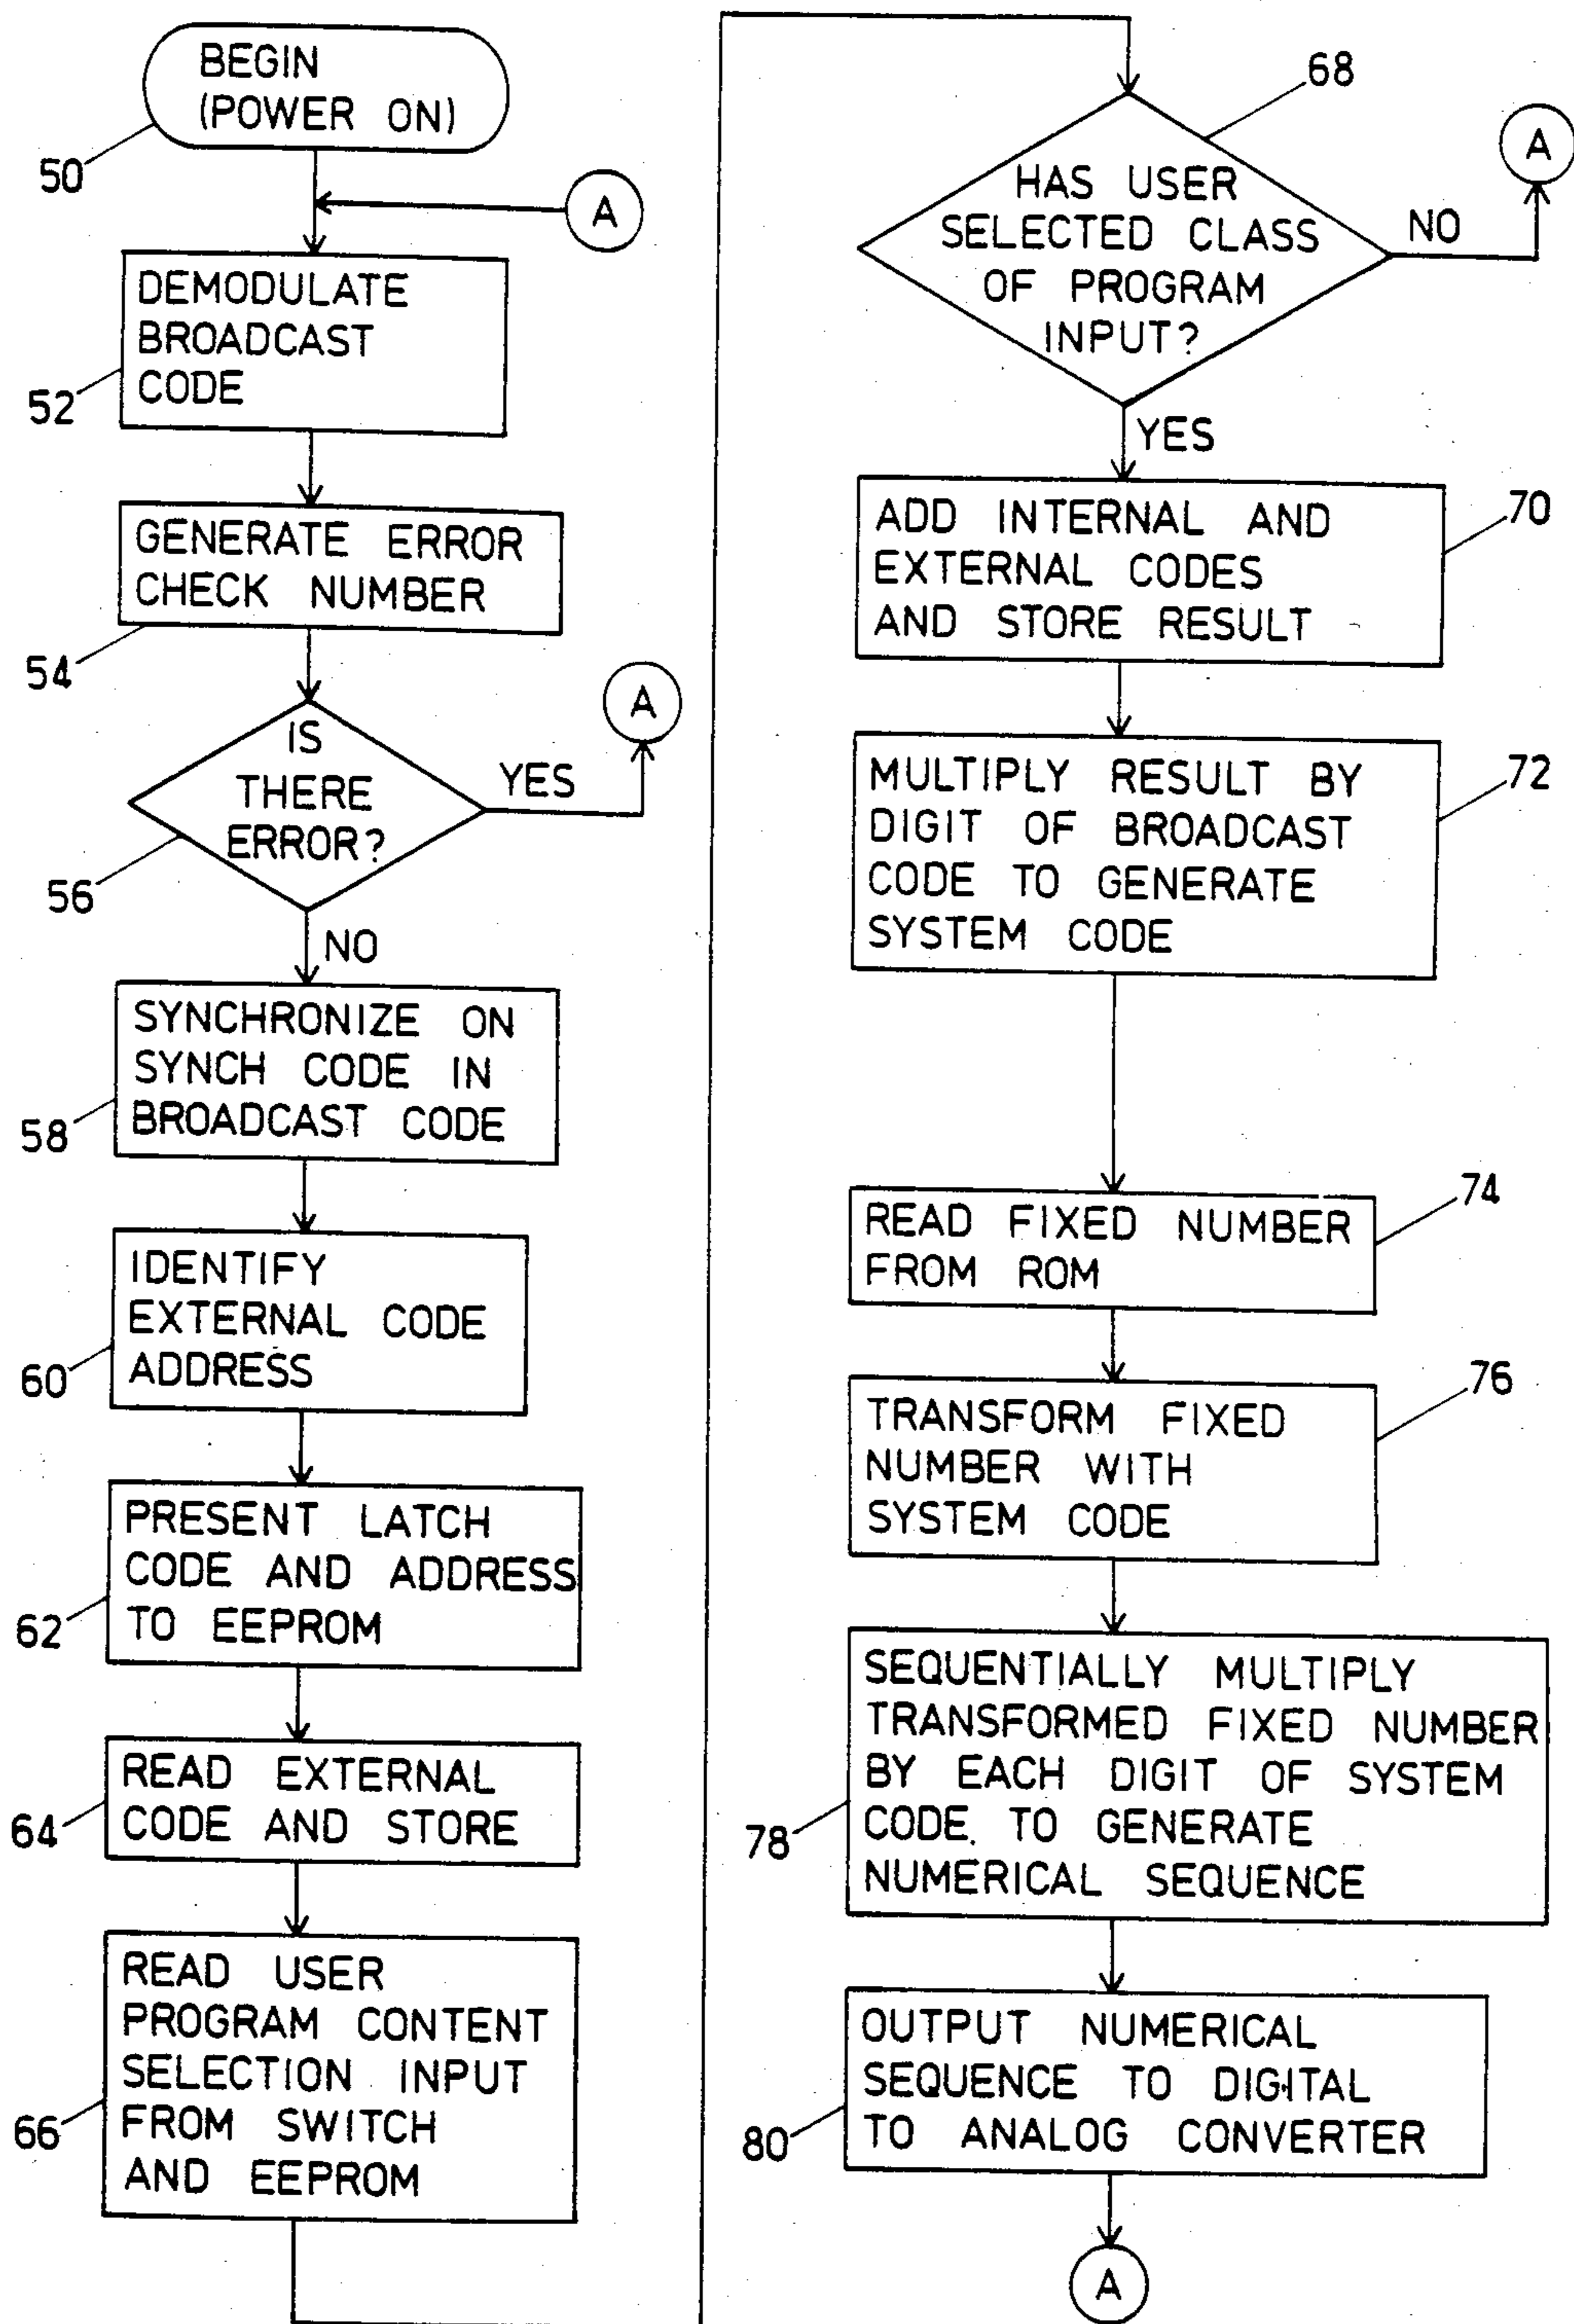 BEGIN
(POWER ON)
50
A
DEMODULATE
BROADCAST
CODE
52
GENERATE ERROR
CHECK NUMBER
54
A
IS
THERE
ERROR?
YES
56
NO
SYNCHRONIZE ON
SYNCH CODE IN
BROADCAST CODE
58
IDENTIFY
EXTERNAL CODE
ADDRESS
60
PRESENT LATCH
CODE AND ADDRESS
TO EEPROM
62
READ EXTERNAL
CODE AND STORE
64
READ USER
PROGRAM CONTENT
SELECTION INPUT
FROM SWITCH
AND EEPROM
66
68
A
HAS USER
SELECTED CLASS
OF PROGRAM
INPUT?
NO
YES
ADD INTERNAL AND
EXTERNAL CODES
AND STORE RESULT
70
MULTIPLY RESULT BY
DIGIT OF BROADCAST
CODE TO GENERATE
SYSTEM CODE
72
READ FIXED NUMBER
FROM ROM
74
TRANSFORM FIXED
NUMBER WITH
SYSTEM CODE
76
SEQUENTIALLY MULTIPLY
TRANSFORMED FIXED NUMBER
BY EACH DIGIT OF SYSTEM
CODE TO GENERATE
NUMERICAL SEQUENCE
78
OUTPUT NUMERICAL
SEQUENCE TO DIGITAL
TO ANALOG CONVERTER
80
A